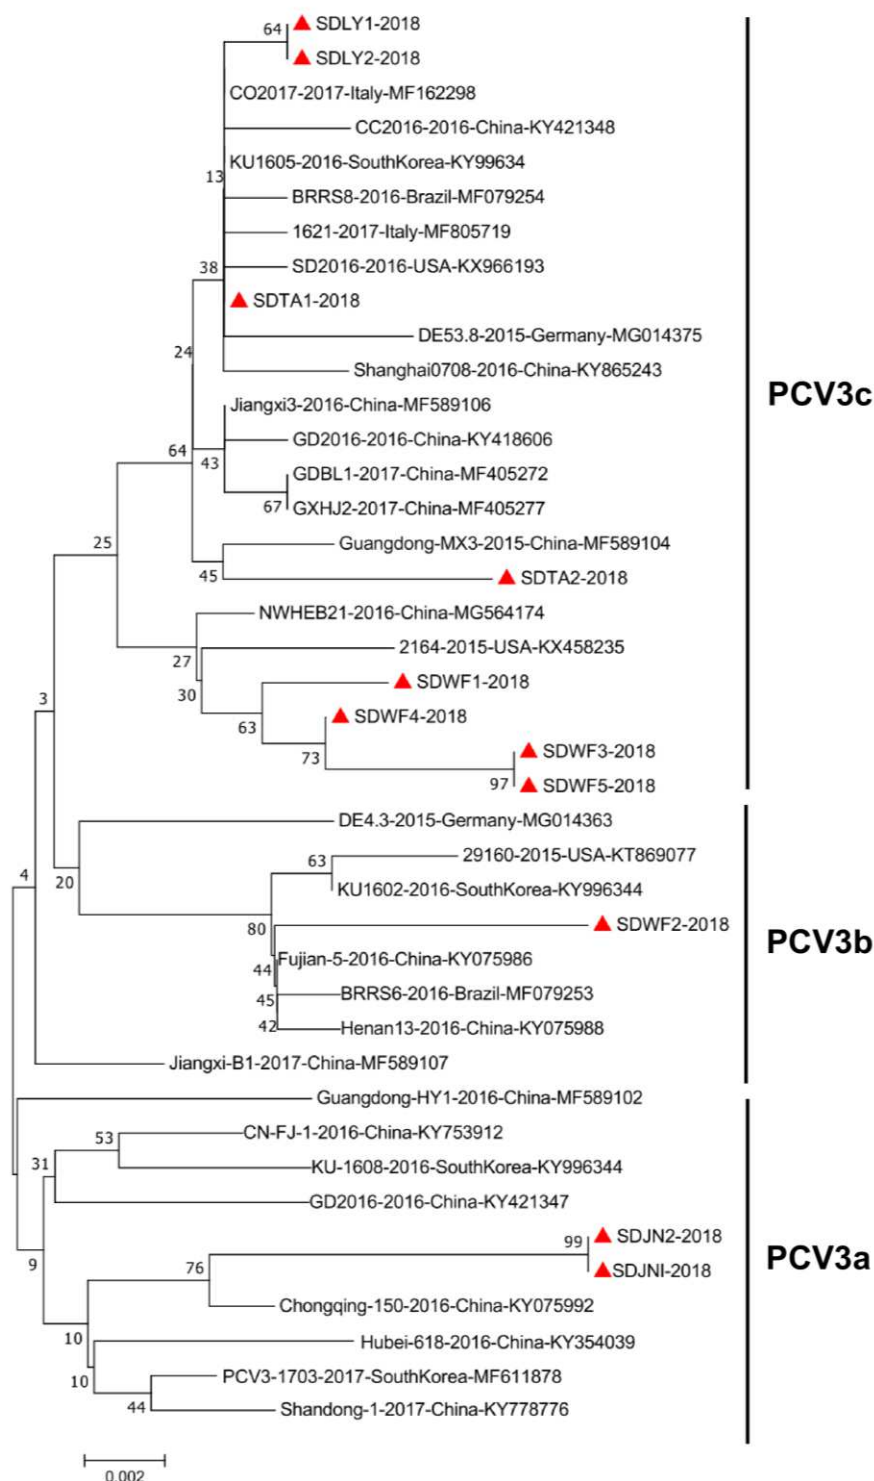 64
SDLY1-2018
SDLY2-2018
CO2017-2017-Italy-MF162298
CC2016-2016-China-KY421348
KU1605-2016-SouthKorea-KY99634
13
BRRS8-2016-Brazil-MF079254
1621-2017-Italy-MF805719
38
SD2016-2016-USA-KX966193
SDTA1-2018
DE53.8-2015-Germany-MG014375
24
Shanghai0708-2016-China-KY865243
PCV3c
Jiangxi3-2016-China-MF589106
GD2016-2016-China-KY418606
64
43
GDBL1-2017-China-MF405272
67
GXHJ2-2017-China-MF405277
25
Guangdong-MX3-2015-China-MF589104
45
SDTA2-2018
NWHEB21-2016-China-MG564174
27
2164-2015-USA-KX458235
30
SDWF1-2018
3
63
SDWF4-2018
73
SDWF3-2018
97
SDWF5-2018
DE4.3-2015-Germany-MG014363
4
20
63
29160-2015-USA-KT869077
KU1602-2016-SouthKorea-KY996344
80
SDWF2-2018
PCV3b
44
Fujian-5-2016-China-KY075986
45
BRRS6-2016-Brazil-MF079253
42
Henan13-2016-China-KY075988
Jiangxi-B1-2017-China-MF589107
Guangdong-HY1-2016-China-MF589102
53
CN-FJ-1-2016-China-KY753912
31
KU-1608-2016-SouthKorea-KY996344
GD2016-2016-China-KY421347
99
SDJN2-2018
9
76
SDJNI-2018
PCV3a
Chongqing-150-2016-China-KY075992
10
Hubei-618-2016-China-KY354039
10
PCV3-1703-2017-SouthKorea-MF611878
44
Shandong-1-2017-China-KY778776
0.002